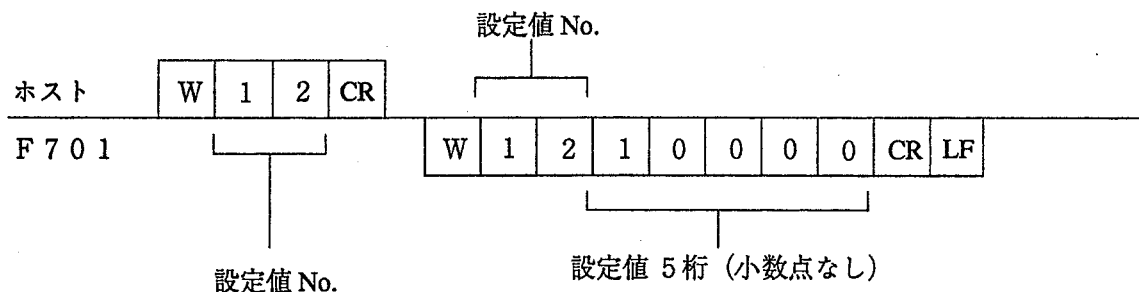 設定値 No.
ホスト W 1 2 CR
F701 W 1 2 1 0 0 0 0 CR LF
設定値 No.
設定値 5桁（小数点なし）